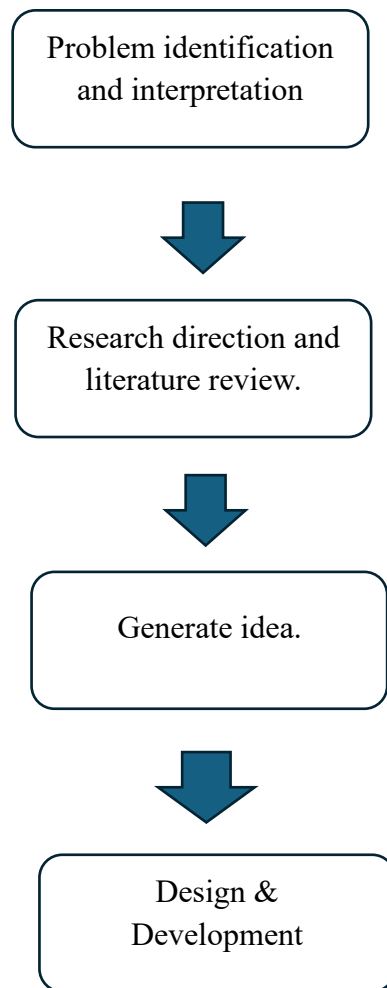 Problem identification
and interpretation
Research direction and
literature review.
Generate idea.
Design &
Development